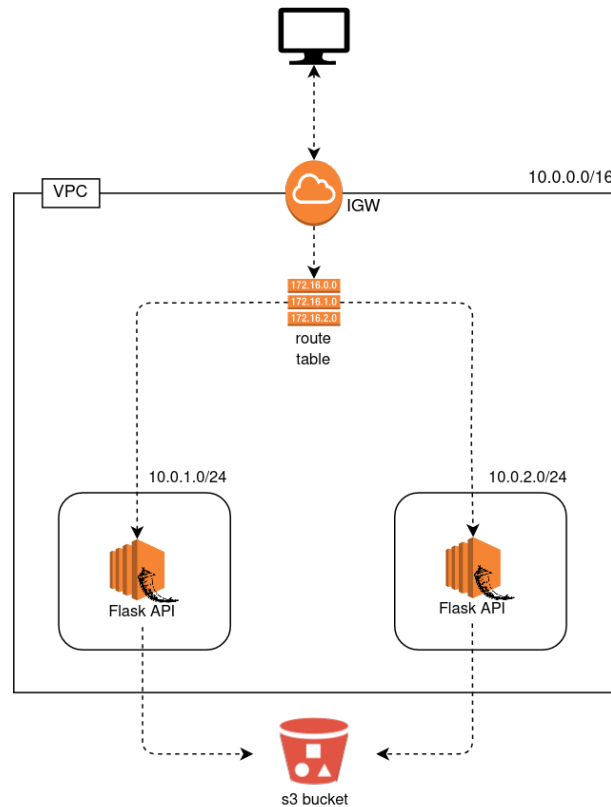 VPC
10.0.0.0/16
IGW
172.16.0.0
172.16.1.0
172.16.2.0
route
table
10.0.1.0/24
10.0.2.0/24
Flask API
Flask API
s3 bucket